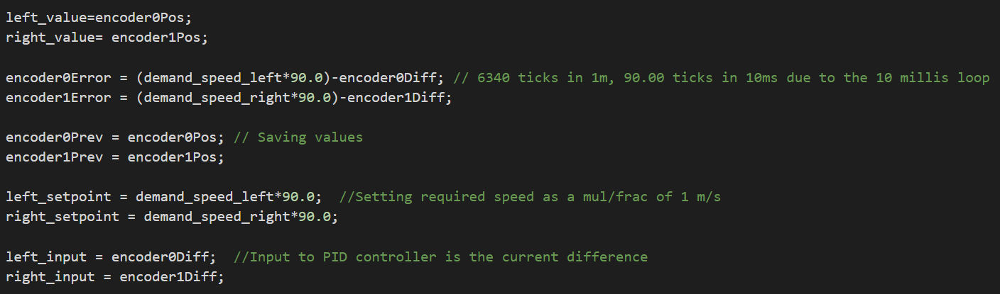 left_value=encoder0Pos;
right_value= encoder1Pos;
encoder0Error = (demand_speed_left*90.0)-encoder0Diff; // 6340 ticks in 1m, 90.00 ticks in 10ms due to the 10 millis loop
encoder1Error = (demand_speed_right*90.0)-encoder1Diff;
encoder0Prev = encoder0Pos; // Saving values
encoder1Prev = encoder1Pos;
left_setpoint = demand_speed_left*90.0;  //Setting required speed as a mul/frac of 1 m/s
right_setpoint = demand_speed_right*90.0;
left_input = encoder0Diff;  //Input to PID controller is the current difference
right_input = encoder1Diff;